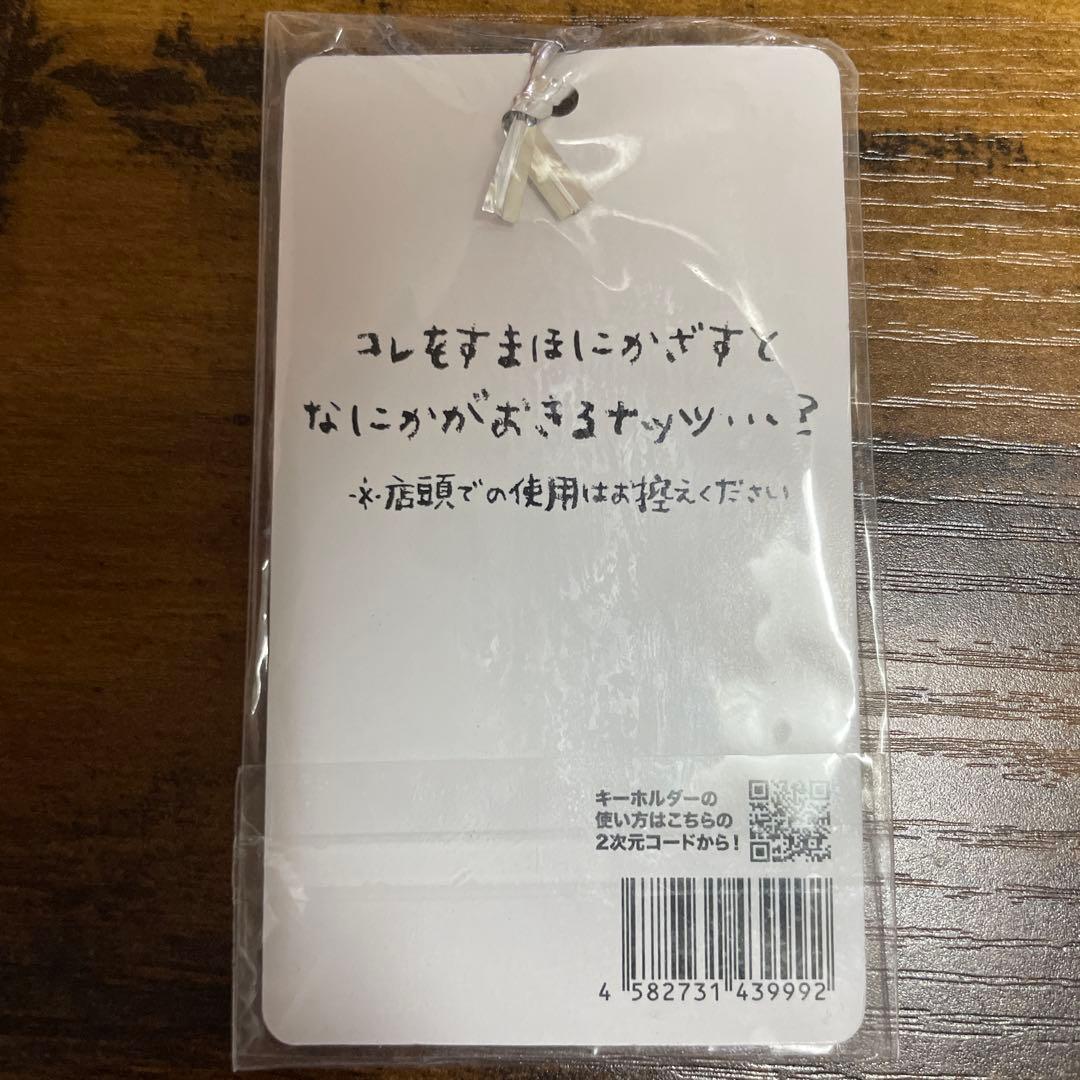 コレをすまほにかざすと
なにかがおきるナッツ・・、?
※店頭での使用はお控えください
キーホルダーの
使い方はこちらの
2次元コードから!
4 582731 439992